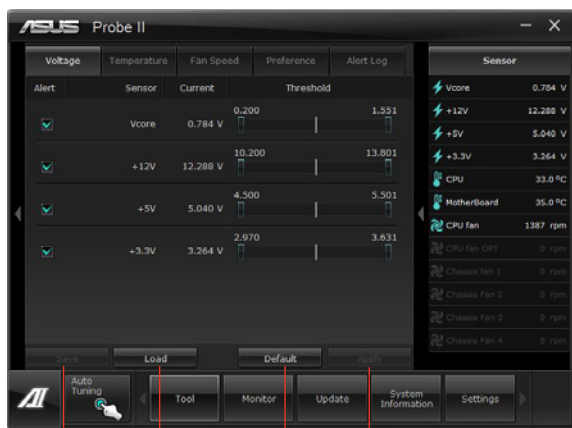 ASUS Probe II
Voltage Temperature Fan Speed Preference Alert Log
Alert Sensor Current Threshold
Vcore 0.784 V 0.200 1.551
+12V 12.288 V 10.200 13.801
+5V 5.040 V 4.500 5.501
+3.3V 3.264 V 2.970 3.631
Save Load Default Apply
Sensor
Vcore 0.784 V
+12V 12.288 V
+5V 5.040 V
+3.3V 3.264 V
CPU 33.0 ºC
MotherBoard 35.0 ºC
CPU fan 1387 rpm
CPU fan OPT 0 rpm
Chassis fan 1 0 rpm
Chassis Fan 2 0 rpm
Chassis Fan 3 0 rpm
Chassis Fan 4 0 rpm
AI
Auto
Tuning
Tool Monitor Update System
Information Settings